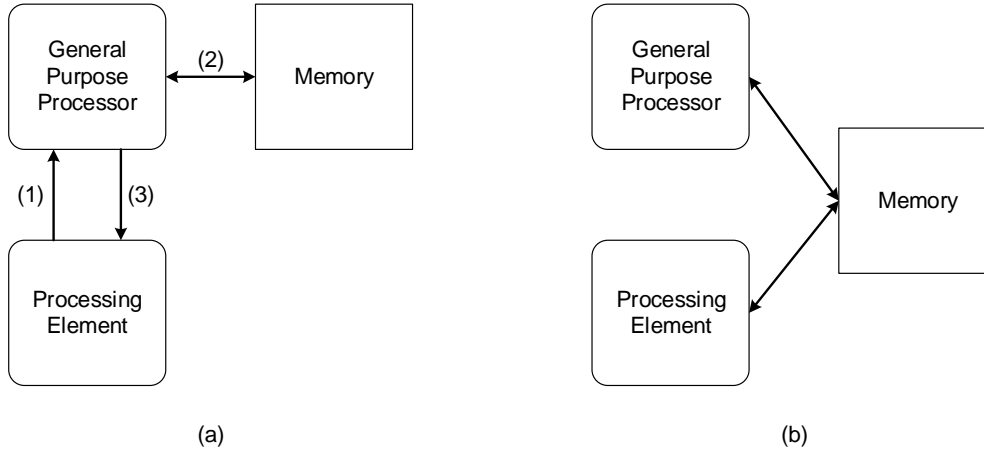 General
Purpose
Processor
(2)
Memory
(1)
(3)
Processing
Element
(a)
General
Purpose
Processor
Memory
Processing
Element
(b)